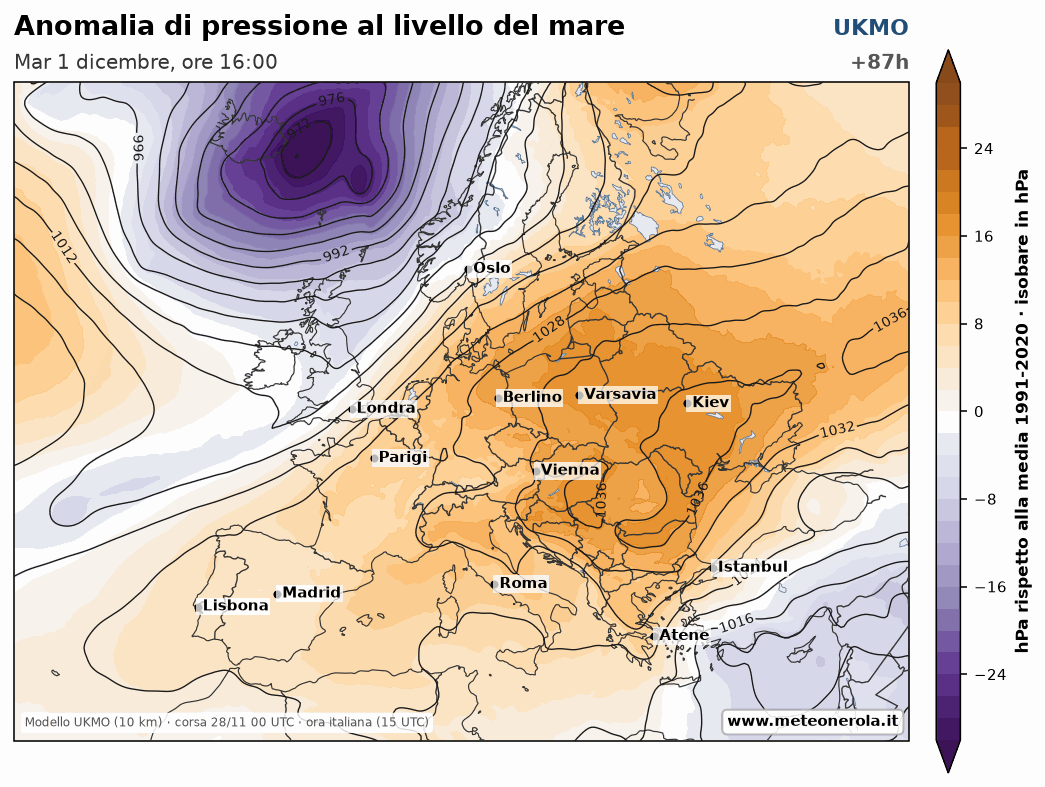 Anomalia di pressione al livello del mare
UKMO
Mar 1 dicembre, ore 16:00
+87h
976
972
996
1012
992
Oslo
1028
1036
Berlino
Varsavia
Kiev
Londra
1032
Parigi
Vienna
1036
1036
Istanbul
Roma
Madrid
Lisbona
1016
Atene
Modello UKMO (10 km) · corsa 28/11 00 UTC · ora italiana (15 UTC)
www.meteonerola.it
24
16
8
0
−8
−16
−24
hPa rispetto alla media 1991-2020 · isobare in hPa